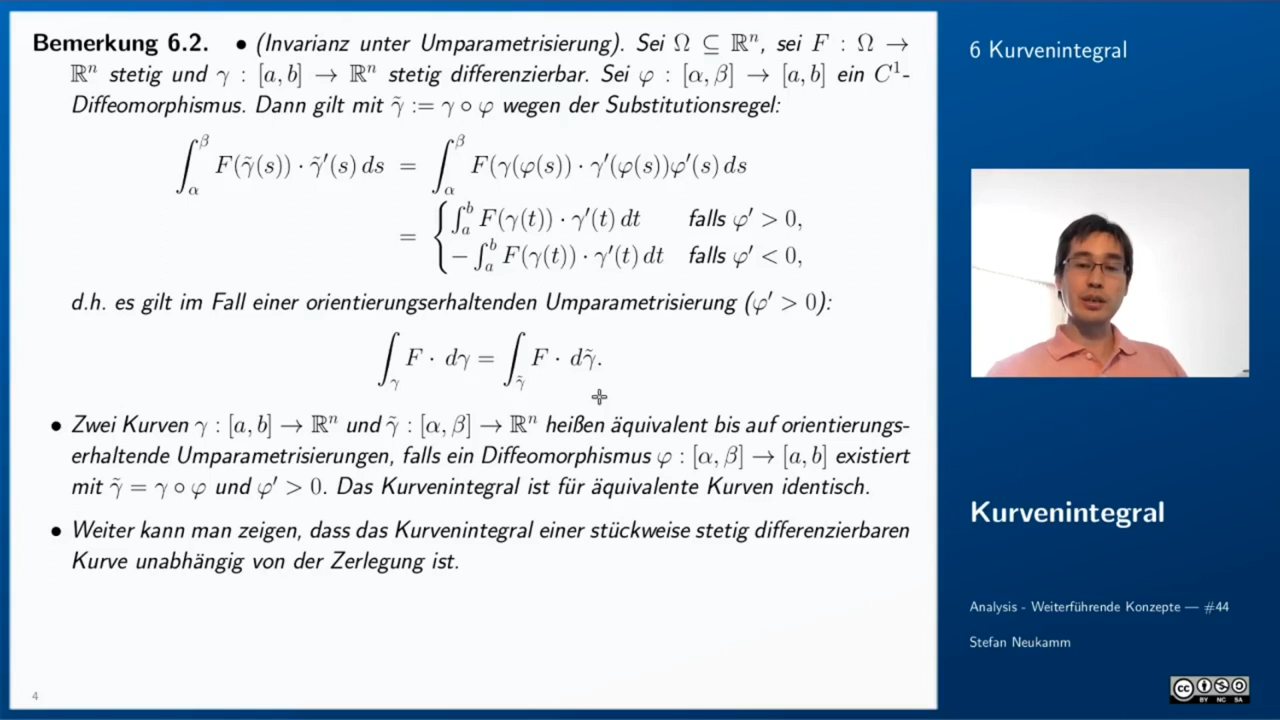 Bemerkung 6.2. • (Invarianz unter Umparametrisierung). Sei Ω ⊆ ℝⁿ, sei F : Ω →
ℝⁿ stetig und γ : [a, b] → ℝⁿ stetig differenzierbar. Sei φ : [α, β] → [a, b] ein C¹-
Diffeomorphismus. Dann gilt mit γ̃ := γ ∘ φ wegen der Substitutionsregel:
∫_α^β F(γ̃(s)) · γ̃′(s) ds = ∫_α^β F(γ(φ(s)) · γ′(φ(s))φ′(s) ds
= { ∫_a^b F(γ(t)) · γ′(t) dt falls φ′ > 0,
− ∫_a^b F(γ(t)) · γ′(t) dt falls φ′ < 0,
d.h. es gilt im Fall einer orientierungserhaltenden Umparametrisierung (φ′ > 0):
∫_γ F · dγ = ∫_γ̃ F · dγ̃.
• Zwei Kurven γ : [a, b] → ℝⁿ und γ̃ : [α, β] → ℝⁿ heißen äquivalent bis auf orientierungs-
erhaltende Umparametrisierungen, falls ein Diffeomorphismus φ : [α, β] → [a, b] existiert
mit γ̃ = γ ∘ φ und φ′ > 0. Das Kurvenintegral ist für äquivalente Kurven identisch.
• Weiter kann man zeigen, dass das Kurvenintegral einer stückweise stetig differenzierbaren
Kurve unabhängig von der Zerlegung ist.
4
6 Kurvenintegral
Kurvenintegral
Analysis - Weiterführende Konzepte — #44
Stefan Neukamm
cc
BY NC SA